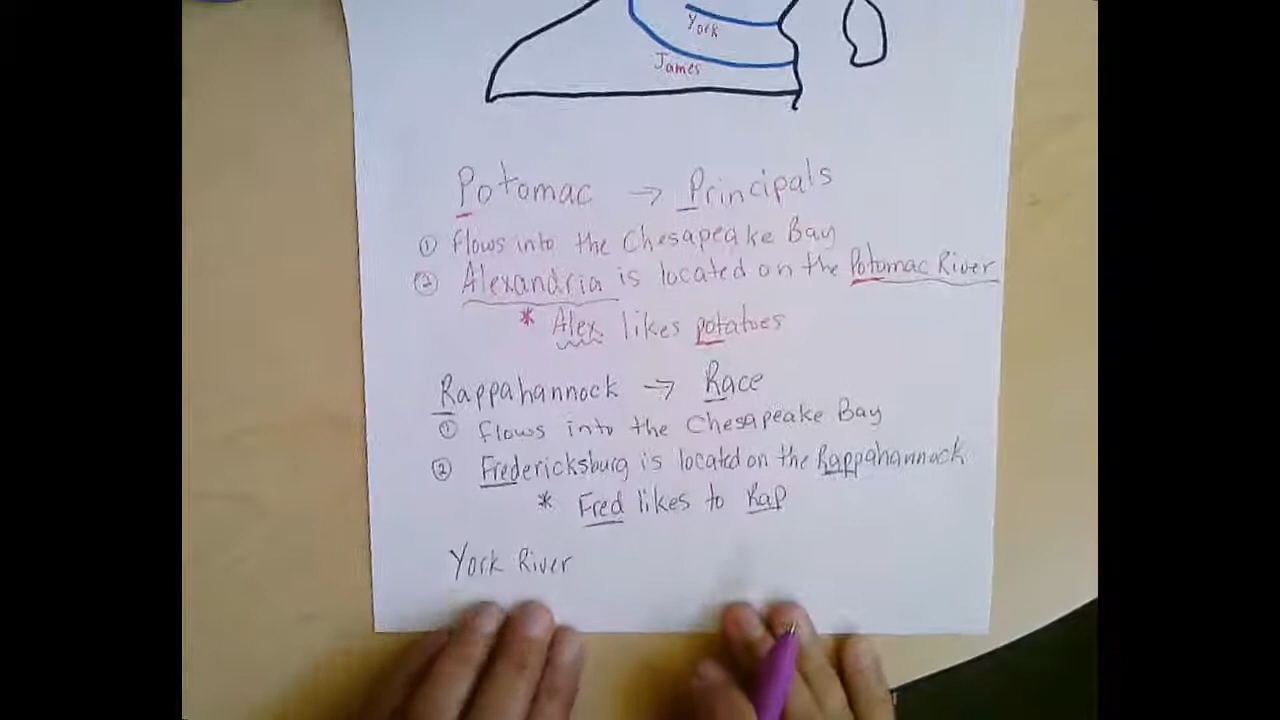 York
James
Potomac → Principals
① flows into the Chesapeake Bay
② Alexandria is located on the Potomac River
* Alex likes potatoes
Rappahannock → Race
① flows into the Chesapeake Bay
② Fredericksburg is located on the Rappahannock
* Fred likes to Rap
York River